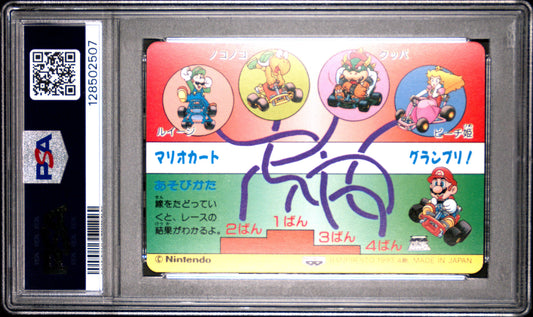 128502507
PSA
ノコノコ
クッパ
ルイージ
ピーチ姫
マリオカート
グランプリ!
あそびかた
線をたどってい
くと、レースの
結果がわかるよ。
2ばん
1ばん
3ばん
4ばん
© Nintendo
MADE IN JAPAN